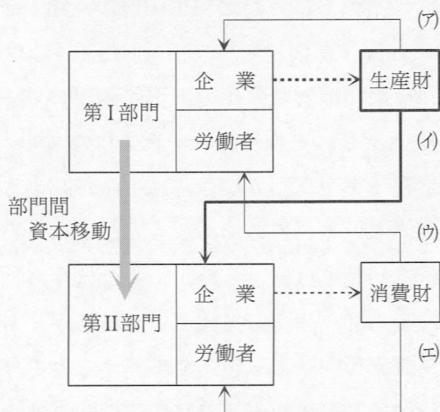 (ア)
企　業
生産財
第Ⅰ部門
労働者
(イ)
部門間
資本移動
(ウ)
企　業
消費財
第Ⅱ部門
労働者
(エ)